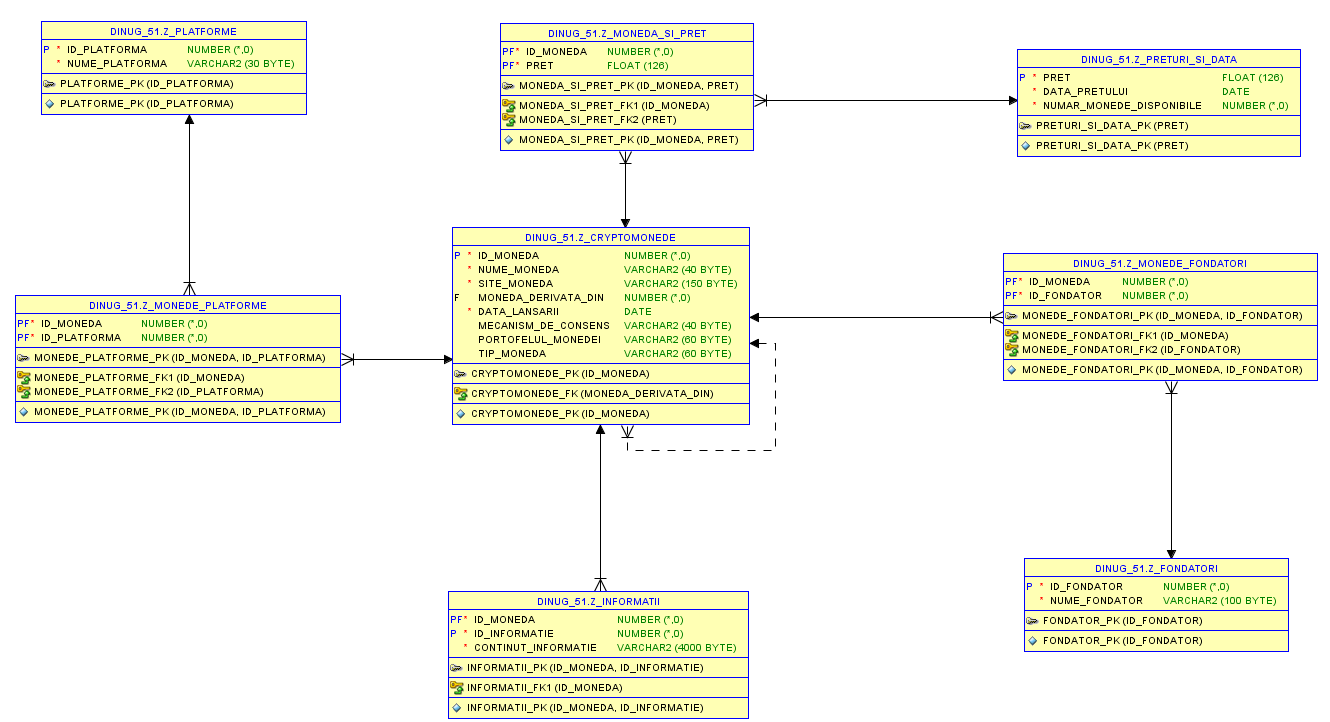 DINUG_51.Z_PLATFORME
P * ID_PLATFORMA NUMBER (*,0)
* NUME_PLATFORMA VARCHAR2 (30 BYTE)
PLATFORME_PK (ID_PLATFORMA)
PLATFORME_PK (ID_PLATFORMA)
DINUG_51.Z_MONEDA_SI_PRET
PF* ID_MONEDA NUMBER (*,0)
PF* PRET FLOAT (126)
MONEDA_SI_PRET_PK (ID_MONEDA, PRET)
MONEDA_SI_PRET_FK1 (ID_MONEDA)
MONEDA_SI_PRET_FK2 (PRET)
MONEDA_SI_PRET_PK (ID_MONEDA, PRET)
DINUG_51.Z_PRETURI_SI_DATA
P * PRET FLOAT (126)
* DATA_PRETULUI DATE
* NUMAR_MONEDE_DISPONIBILE NUMBER (*,0)
PRETURI_SI_DATA_PK (PRET)
PRETURI_SI_DATA_PK (PRET)
DINUG_51.Z_MONEDE_PLATFORME
PF* ID_MONEDA NUMBER (*,0)
PF* ID_PLATFORMA NUMBER (*,0)
MONEDE_PLATFORME_PK (ID_MONEDA, ID_PLATFORMA)
MONEDE_PLATFORME_FK1 (ID_MONEDA)
MONEDE_PLATFORME_FK2 (ID_PLATFORMA)
MONEDE_PLATFORME_PK (ID_MONEDA, ID_PLATFORMA)
DINUG_51.Z_CRYPTOMONEDE
P * ID_MONEDA NUMBER (*,0)
* NUME_MONEDA VARCHAR2 (40 BYTE)
* SITE_MONEDA VARCHAR2 (150 BYTE)
F MONEDA_DERIVATA_DIN NUMBER (*,0)
* DATA_LANSARII DATE
MECANISM_DE_CONSENS VARCHAR2 (40 BYTE)
PORTOFELUL_MONEDEI VARCHAR2 (60 BYTE)
TIP_MONEDA VARCHAR2 (60 BYTE)
CRYPTOMONEDE_PK (ID_MONEDA)
CRYPTOMONEDE_FK (MONEDA_DERIVATA_DIN)
CRYPTOMONEDE_PK (ID_MONEDA)
DINUG_51.Z_MONEDE_FONDATORI
PF* ID_MONEDA NUMBER (*,0)
PF* ID_FONDATOR NUMBER (*,0)
MONEDE_FONDATORI_PK (ID_MONEDA, ID_FONDATOR)
MONEDE_FONDATORI_FK1 (ID_MONEDA)
MONEDE_FONDATORI_FK2 (ID_FONDATOR)
MONEDE_FONDATORI_PK (ID_MONEDA, ID_FONDATOR)
DINUG_51.Z_INFORMATII
PF* ID_MONEDA NUMBER (*,0)
P * ID_INFORMATIE NUMBER (*,0)
* CONTINUT_INFORMATIE VARCHAR2 (4000 BYTE)
INFORMATII_PK (ID_MONEDA, ID_INFORMATIE)
INFORMATII_FK1 (ID_MONEDA)
INFORMATII_PK (ID_MONEDA, ID_INFORMATIE)
DINUG_51.Z_FONDATORI
P * ID_FONDATOR NUMBER (*,0)
* NUME_FONDATOR VARCHAR2 (100 BYTE)
FONDATOR_PK (ID_FONDATOR)
FONDATOR_PK (ID_FONDATOR)